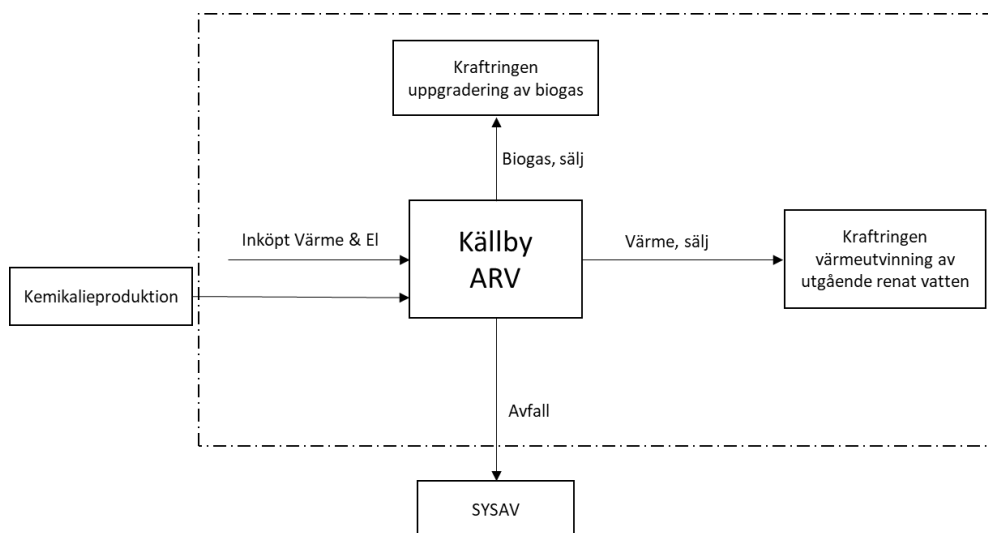 Kraftringen
uppgradering av biogas
Biogas, sälj
Inköpt Värme & El
Källby
ARV
Värme, sälj
Kraftringen
värmeutvinning av
utgående renat vatten
Kemikalieproduktion
Avfall
SYSAV